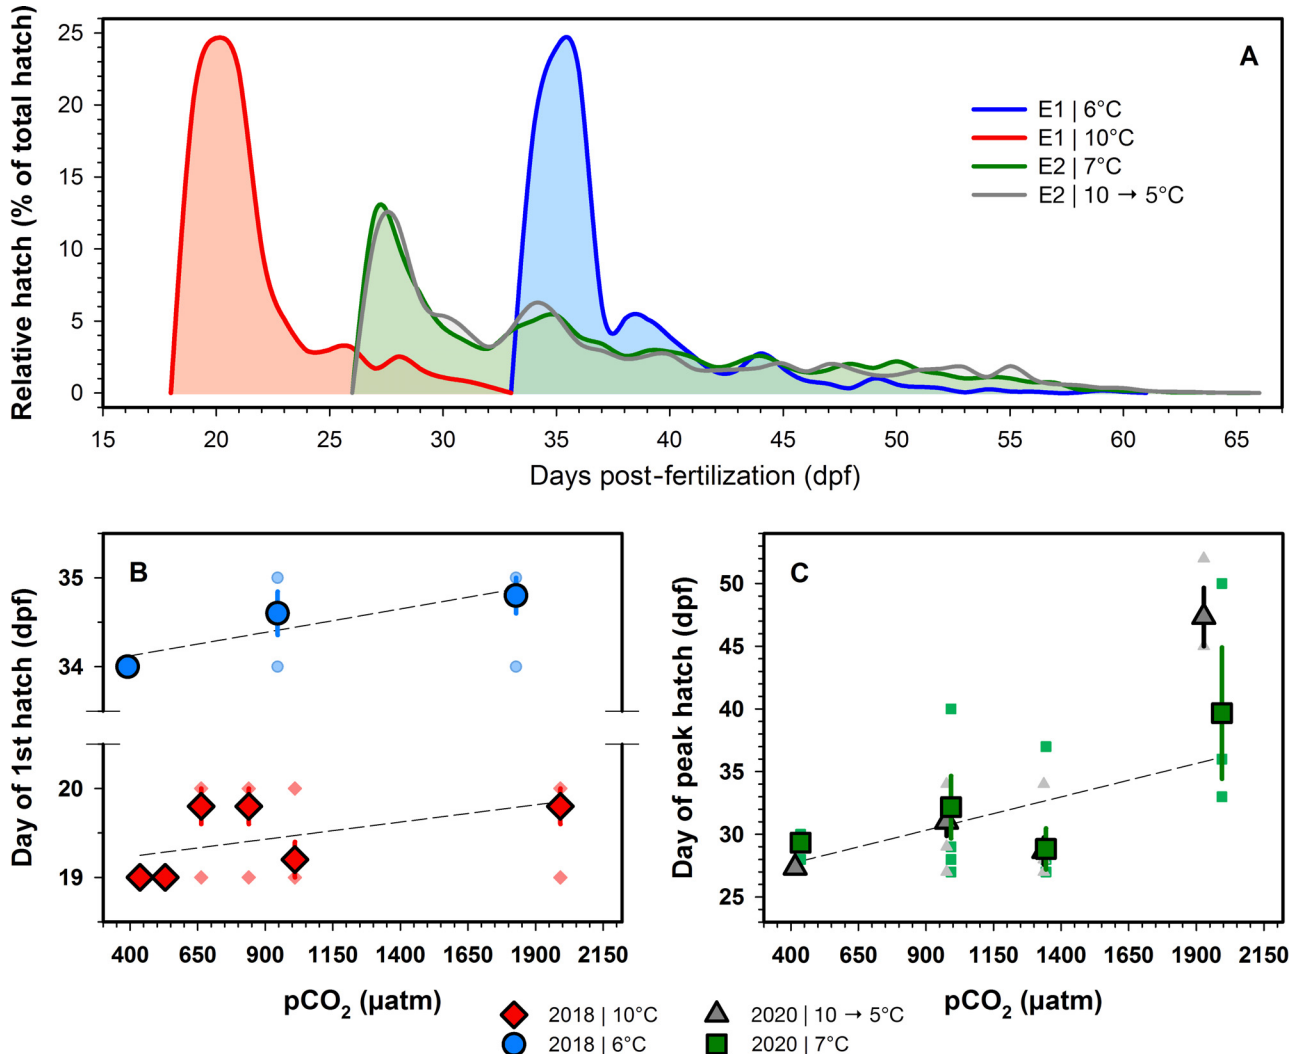 A
Relative hatch (% of total hatch)
25
20
15
10
5
0
E1 | 6°C
E1 | 10°C
E2 | 7°C
E2 | 10 → 5°C
15 20 25 30 35 40 45 50 55 60 65
Days post-fertilization (dpf)
B
Day of 1st hatch (dpf)
35
34
20
19
400 650 900 1150 1400 1650 1900 2150
pCO₂ (µatm)
C
Day of peak hatch (dpf)
50
45
40
35
30
25
400 650 900 1150 1400 1650 1900 2150
pCO₂ (µatm)
2018 | 10°C
2018 | 6°C
2020 | 10 → 5°C
2020 | 7°C